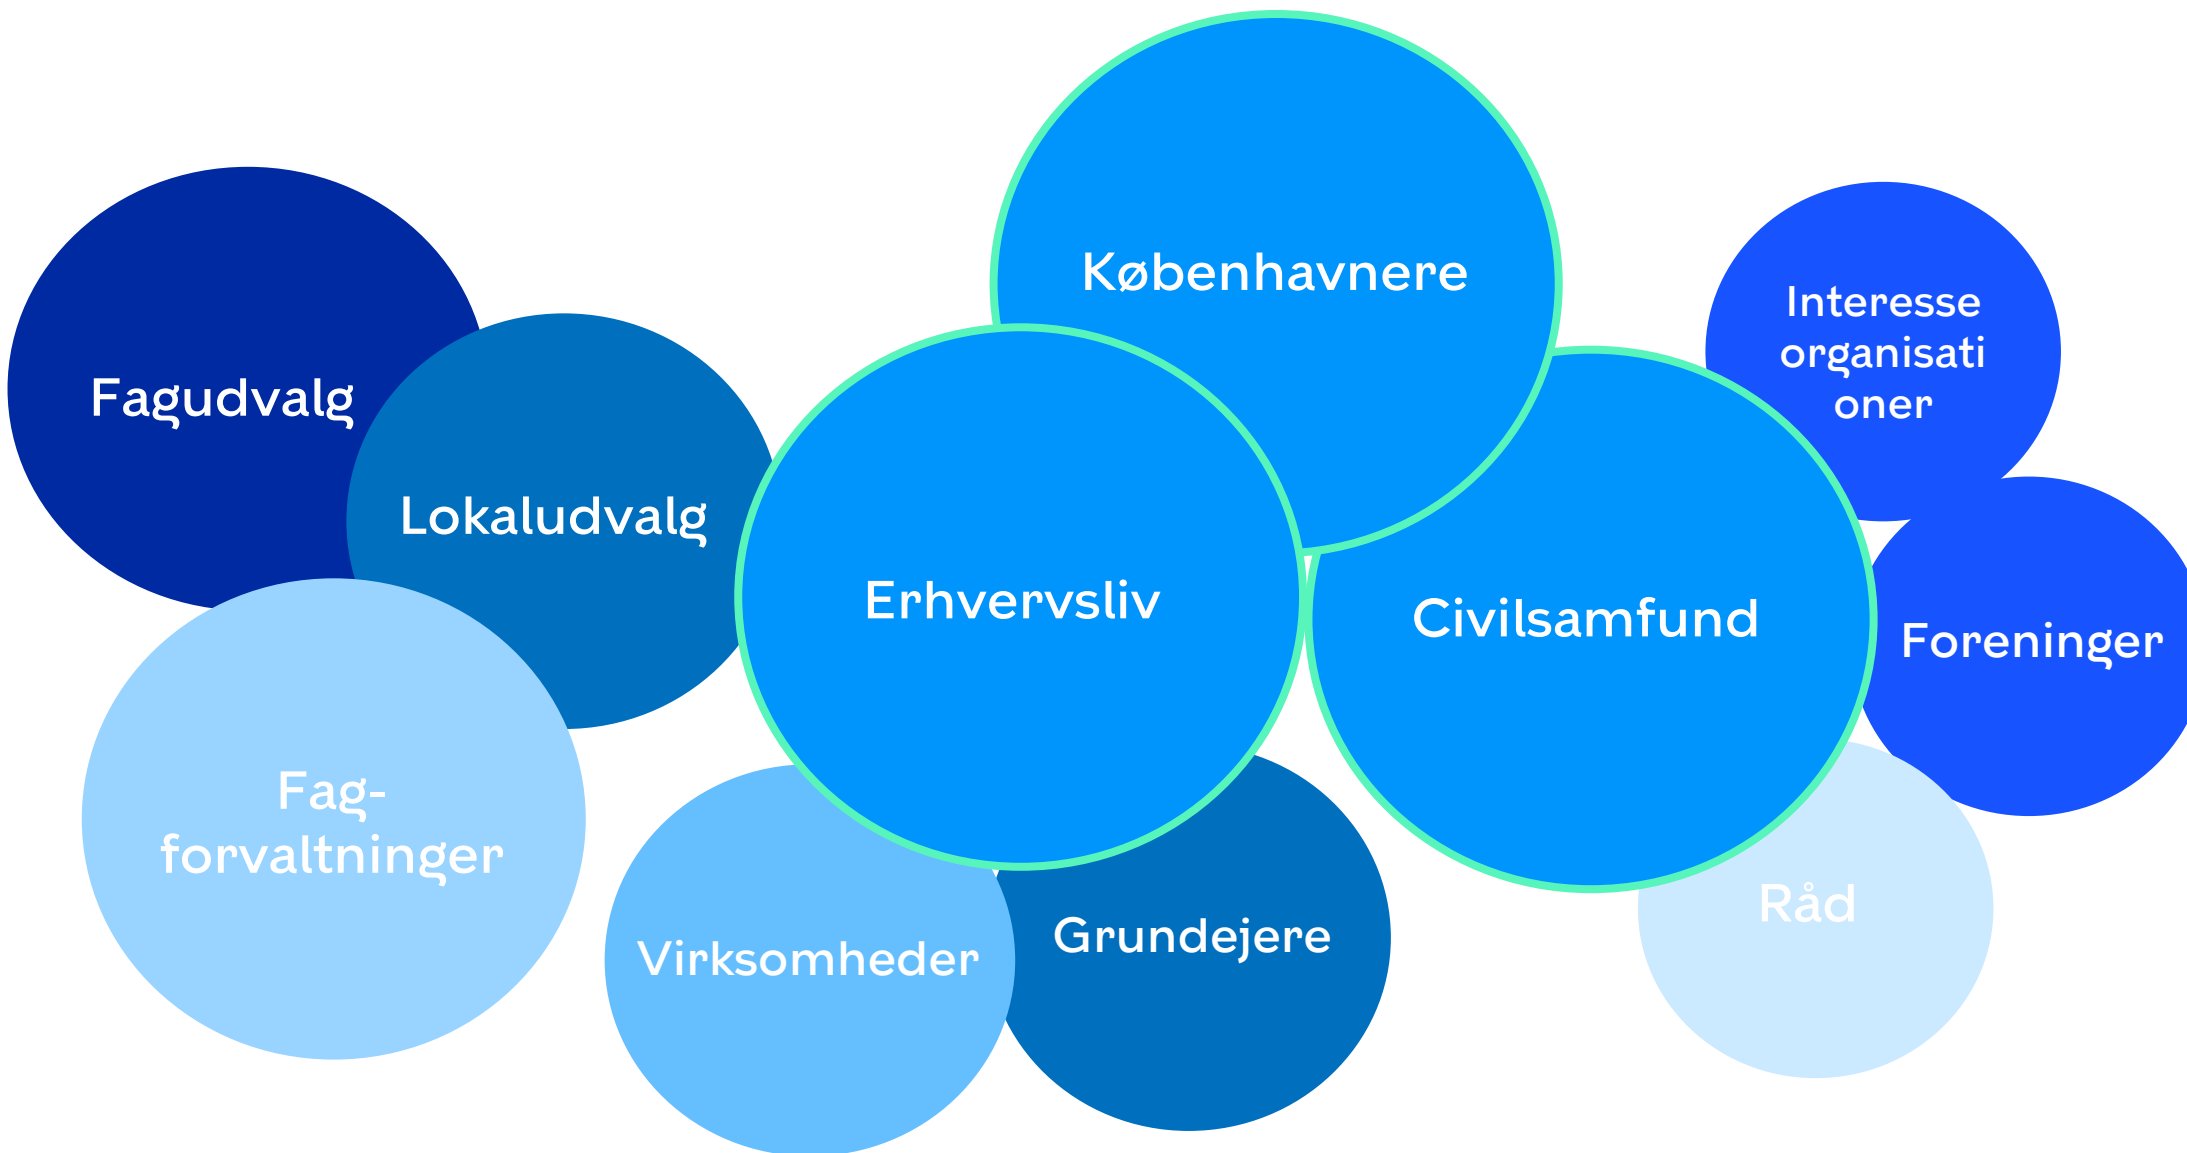 Københavnere
Interesse
organisati
oner
Fagudvalg
Lokaludvalg
Erhvervsliv
Civilsamfund
Foreninger
Fag-
forvaltninger
Virksomheder
Grundejere
Råd